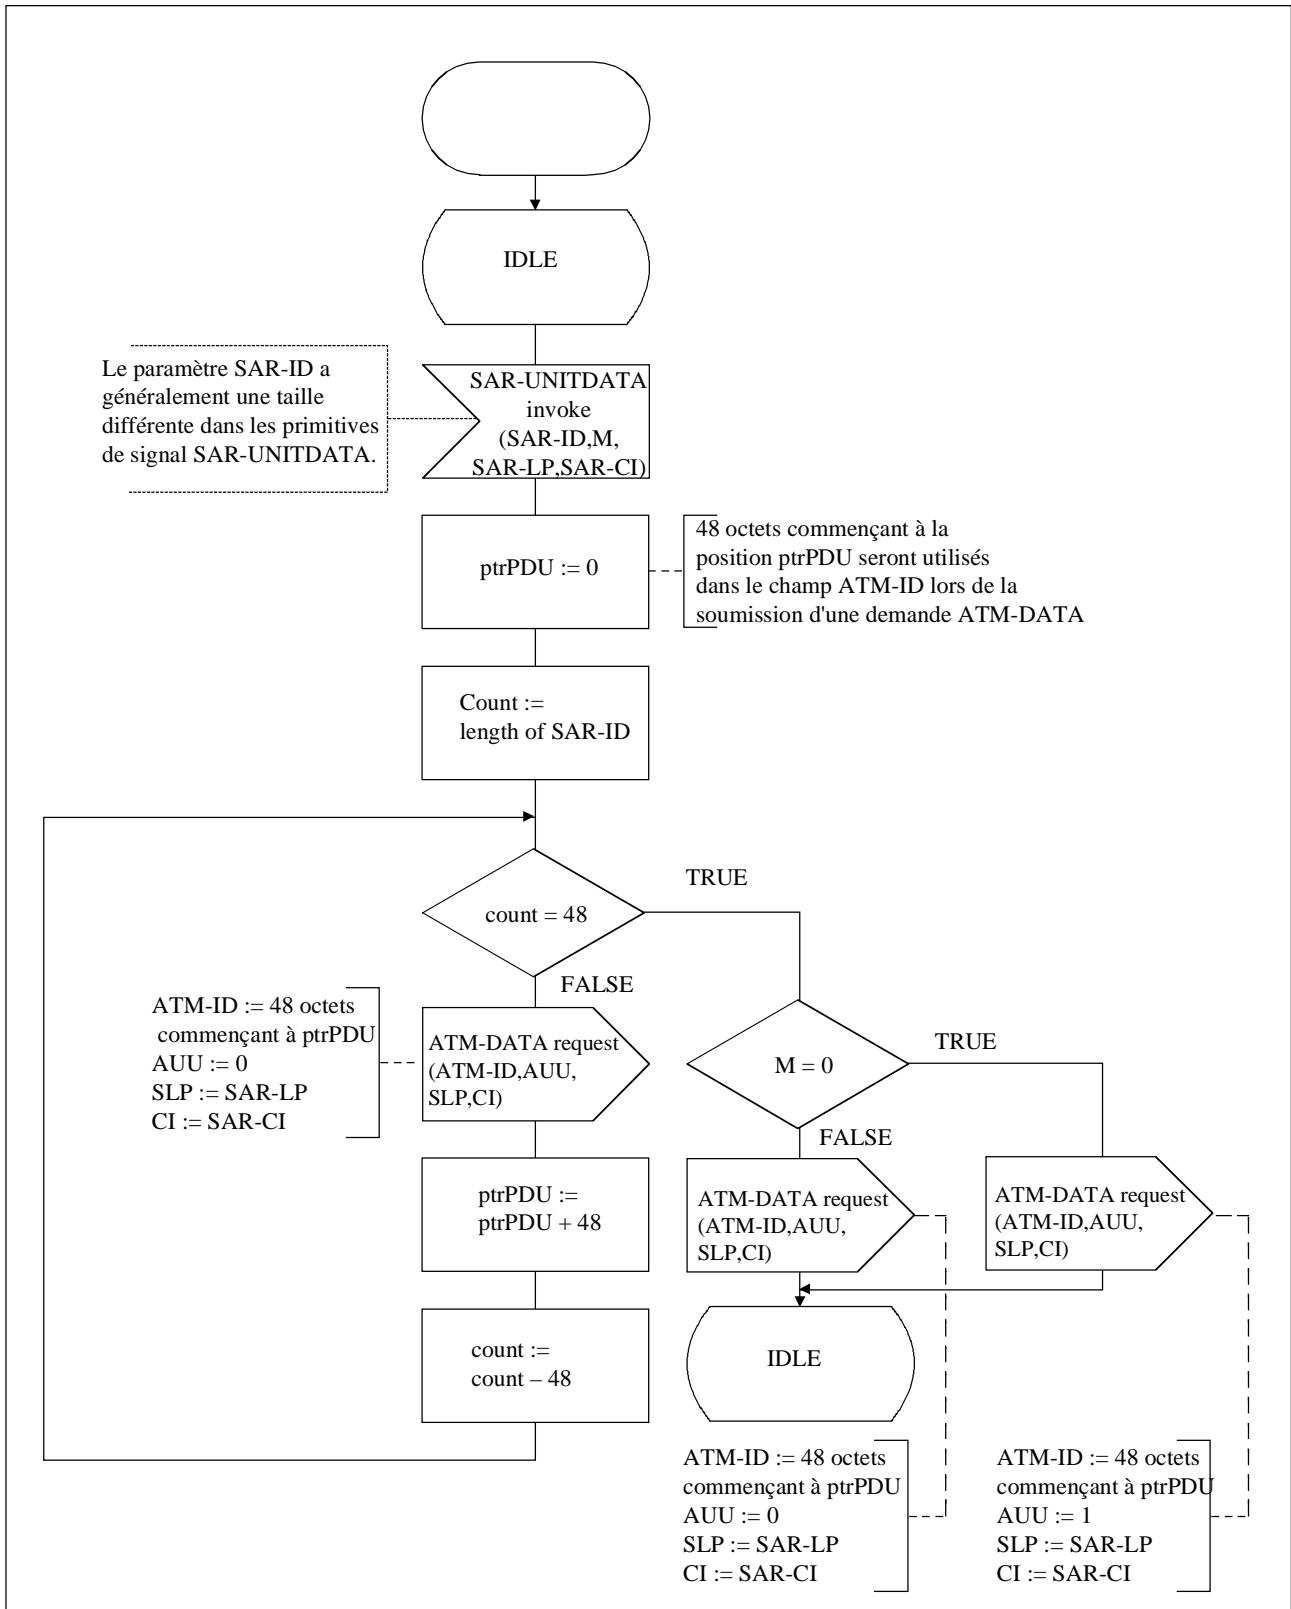 IDLE
Le paramètre SAR-ID a
généralement une taille
différente dans les primitives
de signal SAR-UNITDATA.
SAR-UNITDATA
invoke
(SAR-ID,M,
SAR-LP,SAR-CI)
ptrPDU := 0
48 octets commençant à la
position ptrPDU seront utilisés
dans le champ ATM-ID lors de la
soumission d'une demande ATM-DATA
Count :=
length of SAR-ID
count = 48
TRUE
FALSE
ATM-ID := 48 octets
commençant à ptrPDU
AUU := 0
SLP := SAR-LP
CI := SAR-CI
ATM-DATA request
(ATM-ID,AUU,
SLP,CI)
M = 0
TRUE
FALSE
ptrPDU :=
ptrPDU + 48
ATM-DATA request
(ATM-ID,AUU,
SLP,CI)
ATM-DATA request
(ATM-ID,AUU,
SLP,CI)
count :=
count – 48
IDLE
ATM-ID := 48 octets
commençant à ptrPDU
AUU := 0
SLP := SAR-LP
CI := SAR-CI
ATM-ID := 48 octets
commençant à ptrPDU
AUU := 1
SLP := SAR-LP
CI := SAR-CI